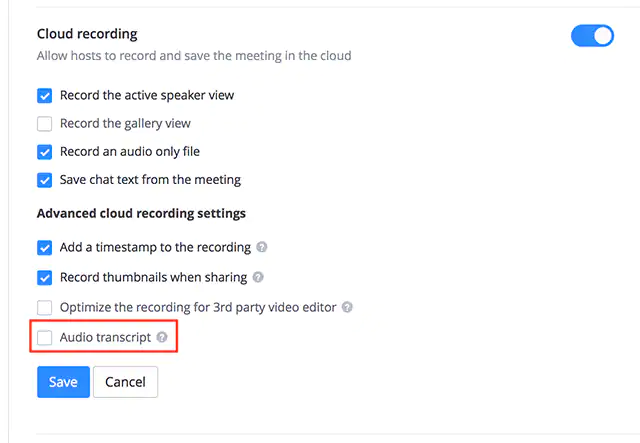 Cloud recording
Allow hosts to record and save the meeting in the cloud
Record the active speaker view
Record the gallery view
Record an audio only file
Save chat text from the meeting
Advanced cloud recording settings
Add a timestamp to the recording ?
Record thumbnails when sharing ?
Optimize the recording for 3rd party video editor ?
Audio transcript ?
Save Cancel